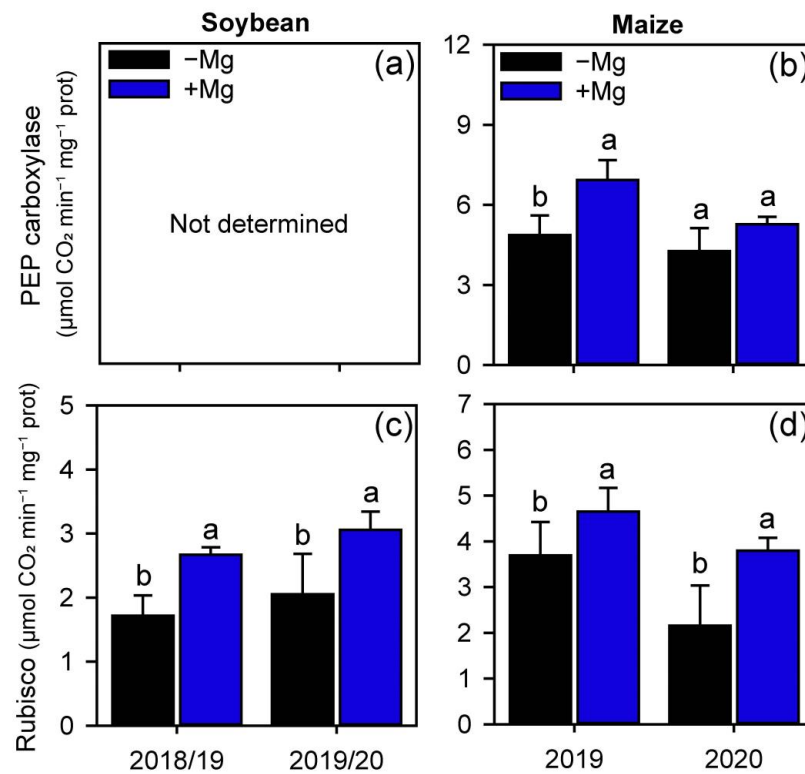 Soybean
Maize
PEP carboxylase
(µmol CO₂ min⁻¹ mg⁻¹ prot)
−Mg
+Mg
(a)
Not determined
12
9
6
3
0
−Mg
+Mg
(b)
b
a
a
a
Rubisco (µmol CO₂ min⁻¹ mg⁻¹ prot)
5
4
3
2
1
0
(c)
b
a
b
a
2018/19
2019/20
7
6
5
4
3
2
1
0
(d)
b
a
b
a
2019
2020